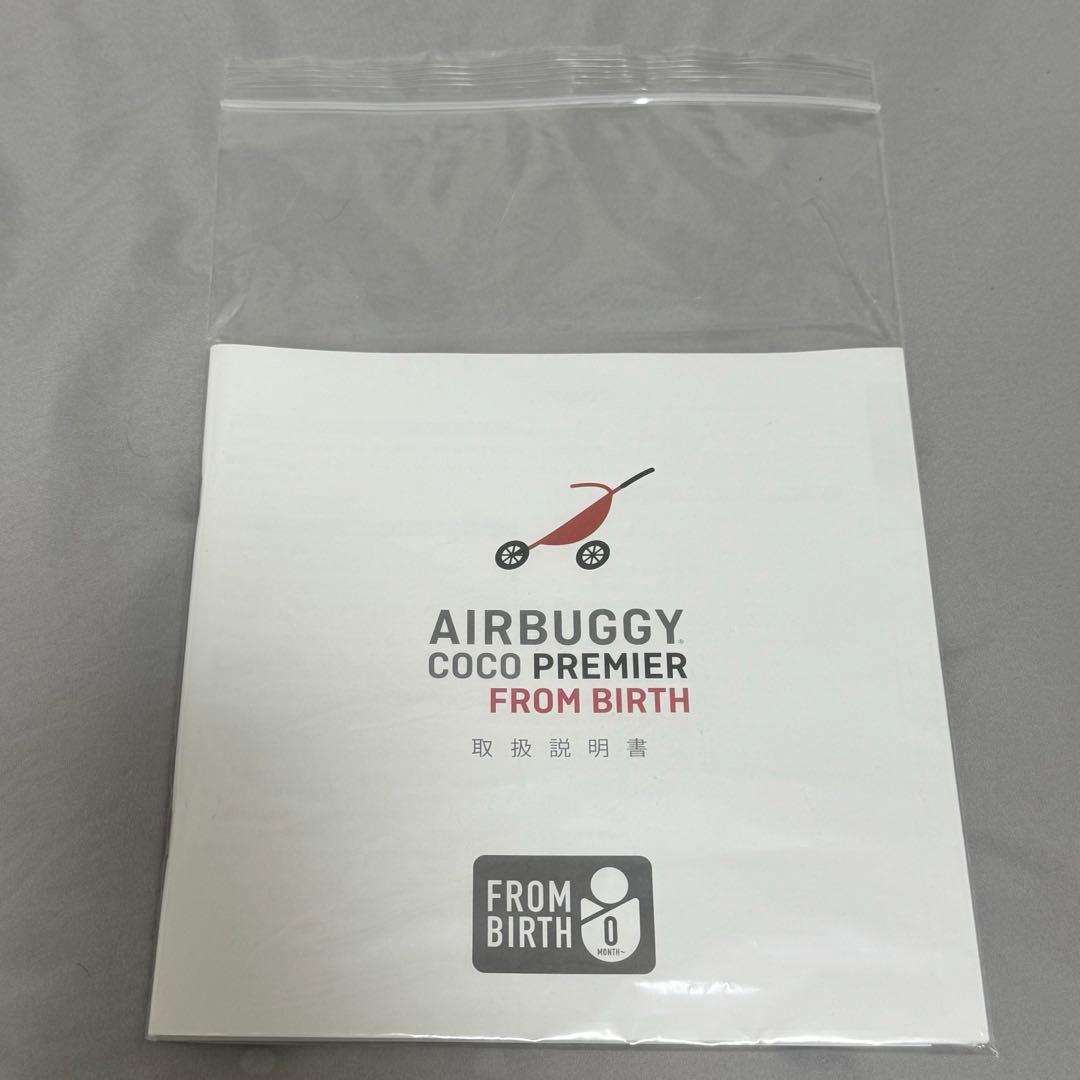 AIRBUGGY®
COCO PREMIER
FROM BIRTH
取扱説明書
FROM
BIRTH
0
MONTH~